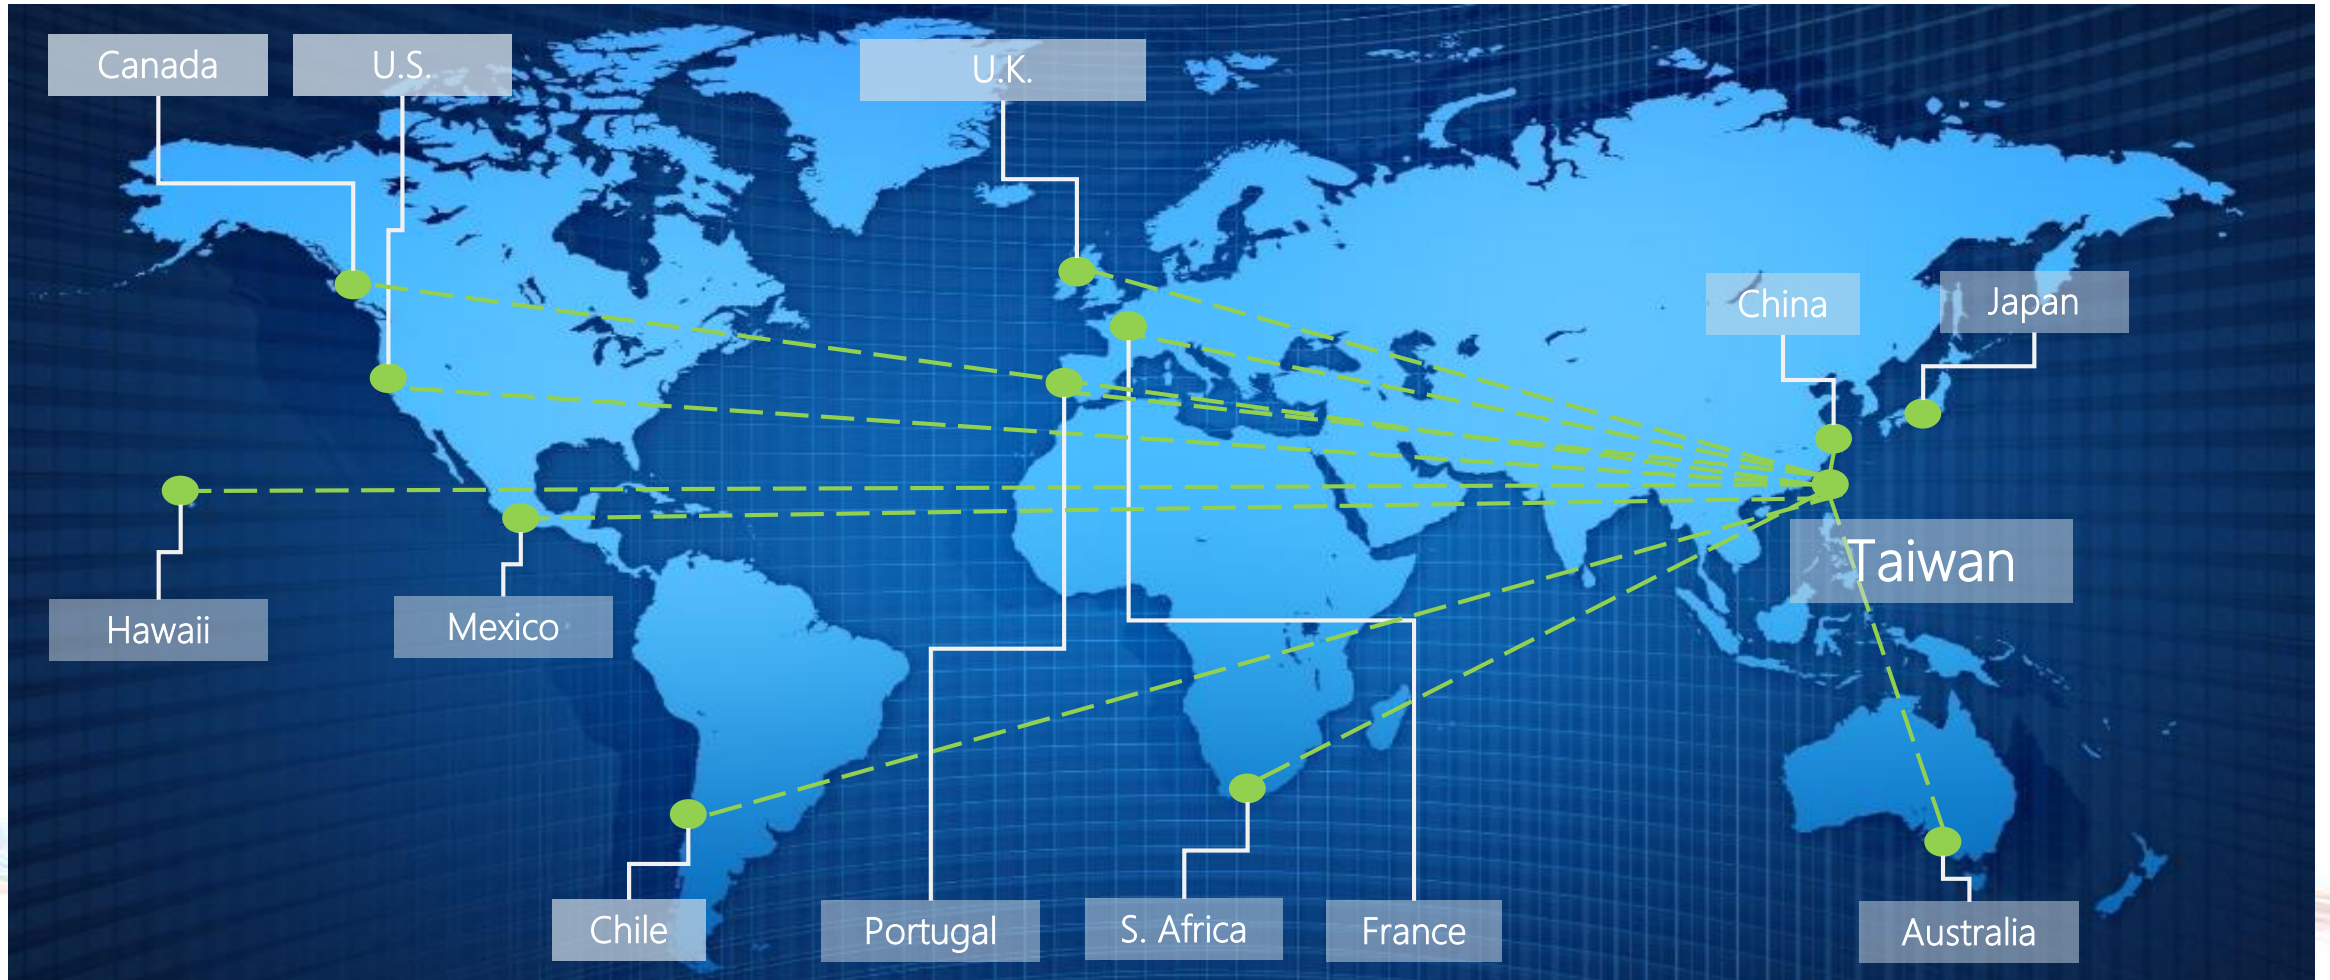 Canada
U.S.
U.K.
China
Japan
Taiwan
Hawaii
Mexico
Chile
Portugal
S. Africa
France
Australia